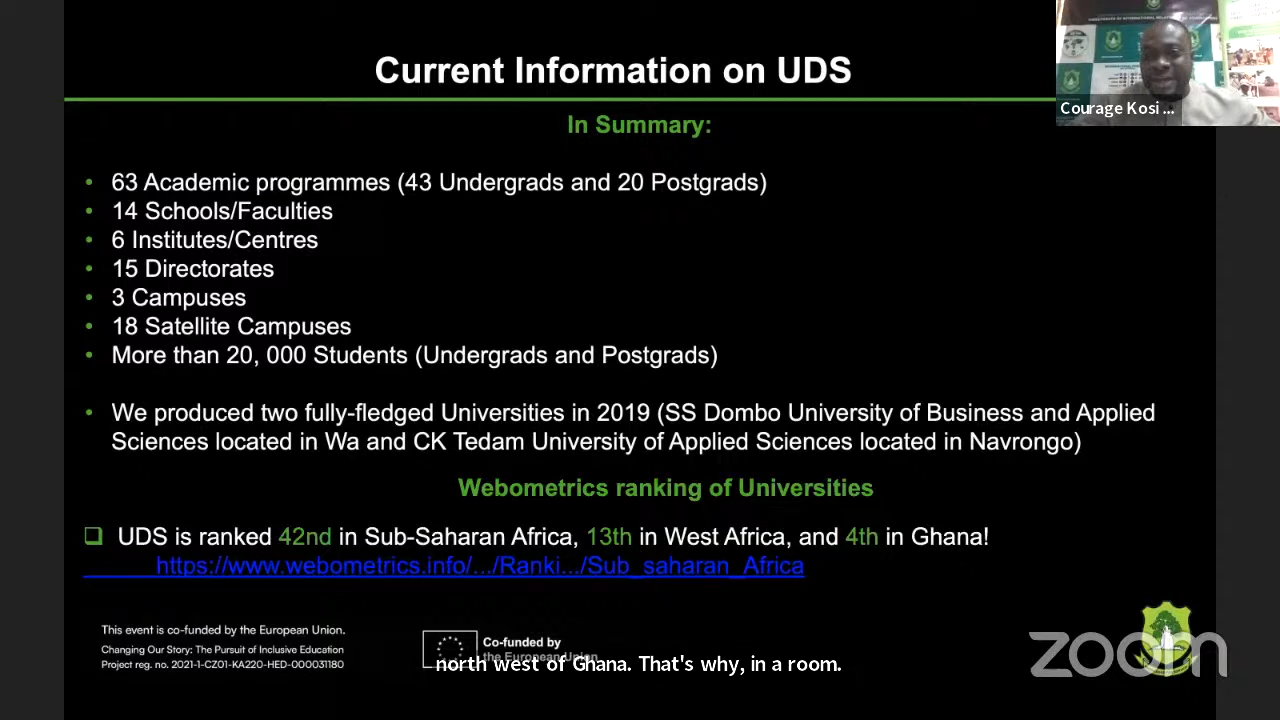 Current Information on UDS
Courage Kosi ...
In Summary:
• 63 Academic programmes (43 Undergrads and 20 Postgrads)
• 14 Schools/Faculties
• 6 Institutes/Centres
• 15 Directorates
• 3 Campuses
• 18 Satellite Campuses
• More than 20, 000 Students (Undergrads and Postgrads)
• We produced two fully-fledged Universities in 2019 (SS Dombo University of Business and Applied
Sciences located in Wa and CK Tedam University of Applied Sciences located in Navrongo)
Webometrics ranking of Universities
❑ UDS is ranked 42nd in Sub-Saharan Africa, 13th in West Africa, and 4th in Ghana!
https://www.webometrics.info/.../Ranki.../Sub_saharan_Africa
This event is co-funded by the European Union.
Changing Our Story: The Pursuit of Inclusive Education
Project reg. no. 2021-1-CZ01-KA220-HED-000031180
Co-funded by
the European Union
north west of Ghana. That's why, in a room.
zoom